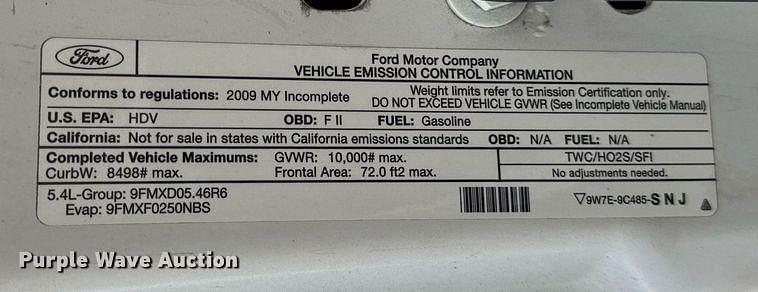 Ford
Ford Motor Company
VEHICLE EMISSION CONTROL INFORMATION
Conforms to regulations: 2009 MY Incomplete
Weight limits refer to Emission Certification only.
DO NOT EXCEED VEHICLE GVWR (See Incomplete Vehicle Manual)
U.S. EPA: HDV OBD: F II FUEL: Gasoline
California: Not for sale in states with California emissions standards OBD: N/A FUEL: N/A
Completed Vehicle Maximums: GVWR: 10,000# max.
CurbW: 8498# max. Frontal Area: 72.0 ft2 max.
TWC/HO2S/SFI
No adjustments needed.
5.4L-Group: 9FMXD05.46R6
Evap: 9FMXF0250NBS
▽9W7E-9C485-S N J
Purple Wave Auction